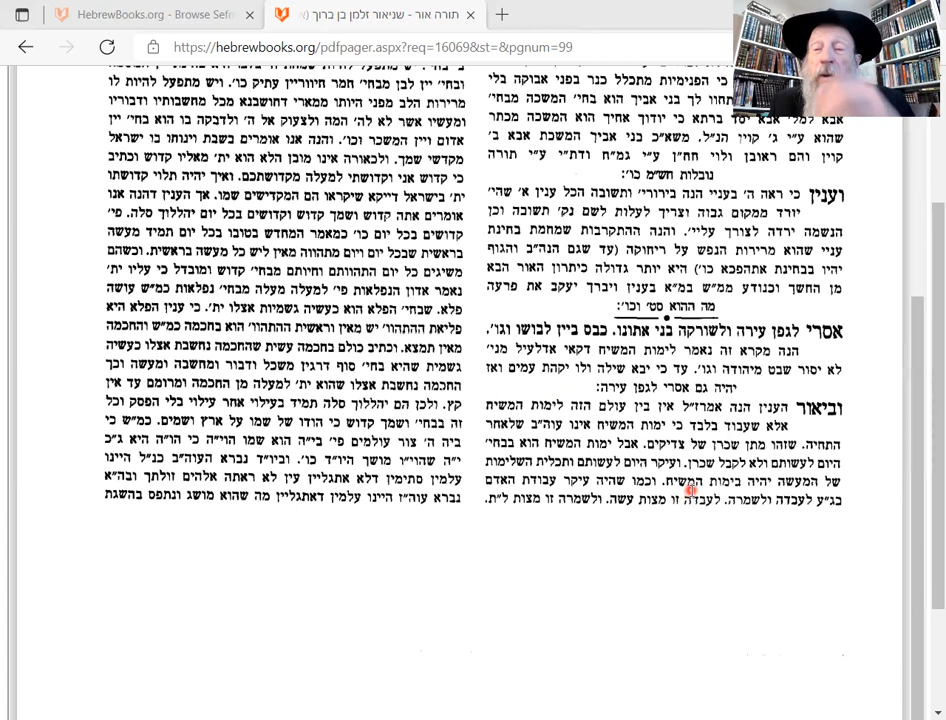 HebrewBooks.org - Browse Sefo
תורה אור - שניאור זלמן בן ברוך
https://hebrewbooks.org/pdfpager.aspx?req=16069&st=&pgnum=99
כי הפנימיות מתכלל כנר בפני אבוקה בלי
תחוו לך בני אביך הוא בחי' המשכה מבחי'
אבא למל' אבא יסד ברתא כי יודוך אחיך הוא המשכה מכתר
שהוא ע"י ג' קוין הנ"ל. משא"כ בני אביך המשכת אבא ב'
קוין והם ראובן ולוי חח"ן ע"י גמ"ח ודת"י ע"י תורה
נובלות חש"מ כו':
וענין כי ראה ה' בעניי הנה בירורי' ותשובה הכל ענין א' שהי'
יורד ממקום גבוה וצריך לעלות לשם נק' תשובה וכן
הנשמה ירדה לצורך עליי'. והנה ההתקרבות שמחמת בחינת
עניי שהוא מרירות הנפש על ריחוקה (עד שגם הנה"ב והגוף
יהיו בבחינת אתהפכא כו') היא יותר גדולה כיתרון האור הבא
מן החשך וכנודע ממ"ש במ"א בענין ויברך יעקב את פרעה
מה ההוא סט' וכו':
אסרי לגפן עירה ולשורקה בני אתונו. כבס ביין לבושו וגו'.
הנה מקרא זה נאמר לימות המשיח דקאי אדלעיל מני'
לא יסור שבט מיהודה וגו'. עד כי יבא שילה ולו יקהת עמים ואז
יהיה גם אסרי לגפן עירה:
וביאור הענין הנה אמרז"ל אין בין עולם הזה לימות המשיח
אלא שעבוד בלבד כי ימות המשיח אינו עוה"ב שלאחר
התחיה. שזהו מתן שכרן של צדיקים. אבל ימות המשיח הוא בבחי'
היום לעשותם ולא לקבל שכרן. ועיקר היום לעשותם ותכלית השלימות
של המעשה יהיה בימות המשיח. וכמו שהיה עיקר עבודת האדם
בג"ע לעבדה ולשמרה. לעבדה זו מצות עשה. ולשמרה זו מצות ל"ת.
ובחי' יין לבן מבחי' חמר חיווריין עתיק כו'. ויש מתפעל להיות לו
מרירות הלב מפני היותו ממארי דחושבנא מכל מחשבותיו ודבוריו
ומעשיו אשר לא לה' המה ולצעוק אל ה' ולדבקה בו הוא בחי' יין
אדום ויין המשכר וכו'. והנה אנו אומרים בשבת וינוחו בו ישראל
מקדשי שמך. ולכאורה אינו מובן הלא הוא ית' מאליו קדוש וכתיב
כי קדוש אני וקדושתי למעלה מקדושתכם. ואיך יהיה תלוי קדושתו
ית' בישראל דייקא שיקראו הם המקדישים שמו. אך הענין דהנה אנו
אומרים אתה קדוש ושמך קדוש וקדושים בכל יום יהללוך סלה. פי'
קדושים בכל יום כו' כמאמר המחדש בטובו בכל יום תמיד מעשה
בראשית שבכל יום ויום מתהווה מאין ליש כל מעשה בראשית. וכשהם
משיגים כל יום התהוותם וחיותם מבחי' קדוש ומובדל כי עליו ית'
נאמר אדון הנפלאות פי' למעלה מעלה מבחי' נפלאות כמ"ש עושה
פלא. שבחי' הפלא הוא כעשיה גשמיות אצלו ית'. כי ענין הפלא היא
פליאת ההתהוו' יש מאין וראשית ההתהוו' הוא בחכמה כמ"ש והחכמה
מאין תמצא. וכתיב כולם בחכמה עשית שהחכמה נחשבת אצלו כעשיה
גשמית שהיא בחי' סוף דרגין משכל ודבור ומחשבה ומעשה וכך
החכמה נחשבת אצלו שהוא ית' למעלה מן החכמה ומרומם עד אין
קץ. ולכן הם יהללוך סלה תמיד בעילוי אחר עילוי בלי הפסק וכל
זה בבחי' ושמך קדוש כי הודו של שמו על ארץ ושמים. כמ"ש כי
ביה ה' צור עולמים פי' בי"ה הוא שמו הוי"ה כי הו"ה היא ג"כ
י"ה שהוי"ו מושך היו"ד כו'. וביו"ד נברא העוה"ב כנ"ל היינו
עלמין סתימין דלא אתגליין עין לא ראתה אלהים זולתך ובה"א
נברא עוה"ז היינו עלמין דאתגליין מה שהוא מושג ונתפס בהשגת